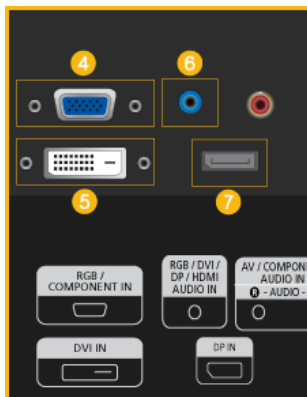 4
6
5
7
RGB /
COMPONENT IN
RGB / DVI /
DP / HDMI
AUDIO IN
AV / COMPON
AUDIO IN
R - AUDIO -
DVI IN
DP IN